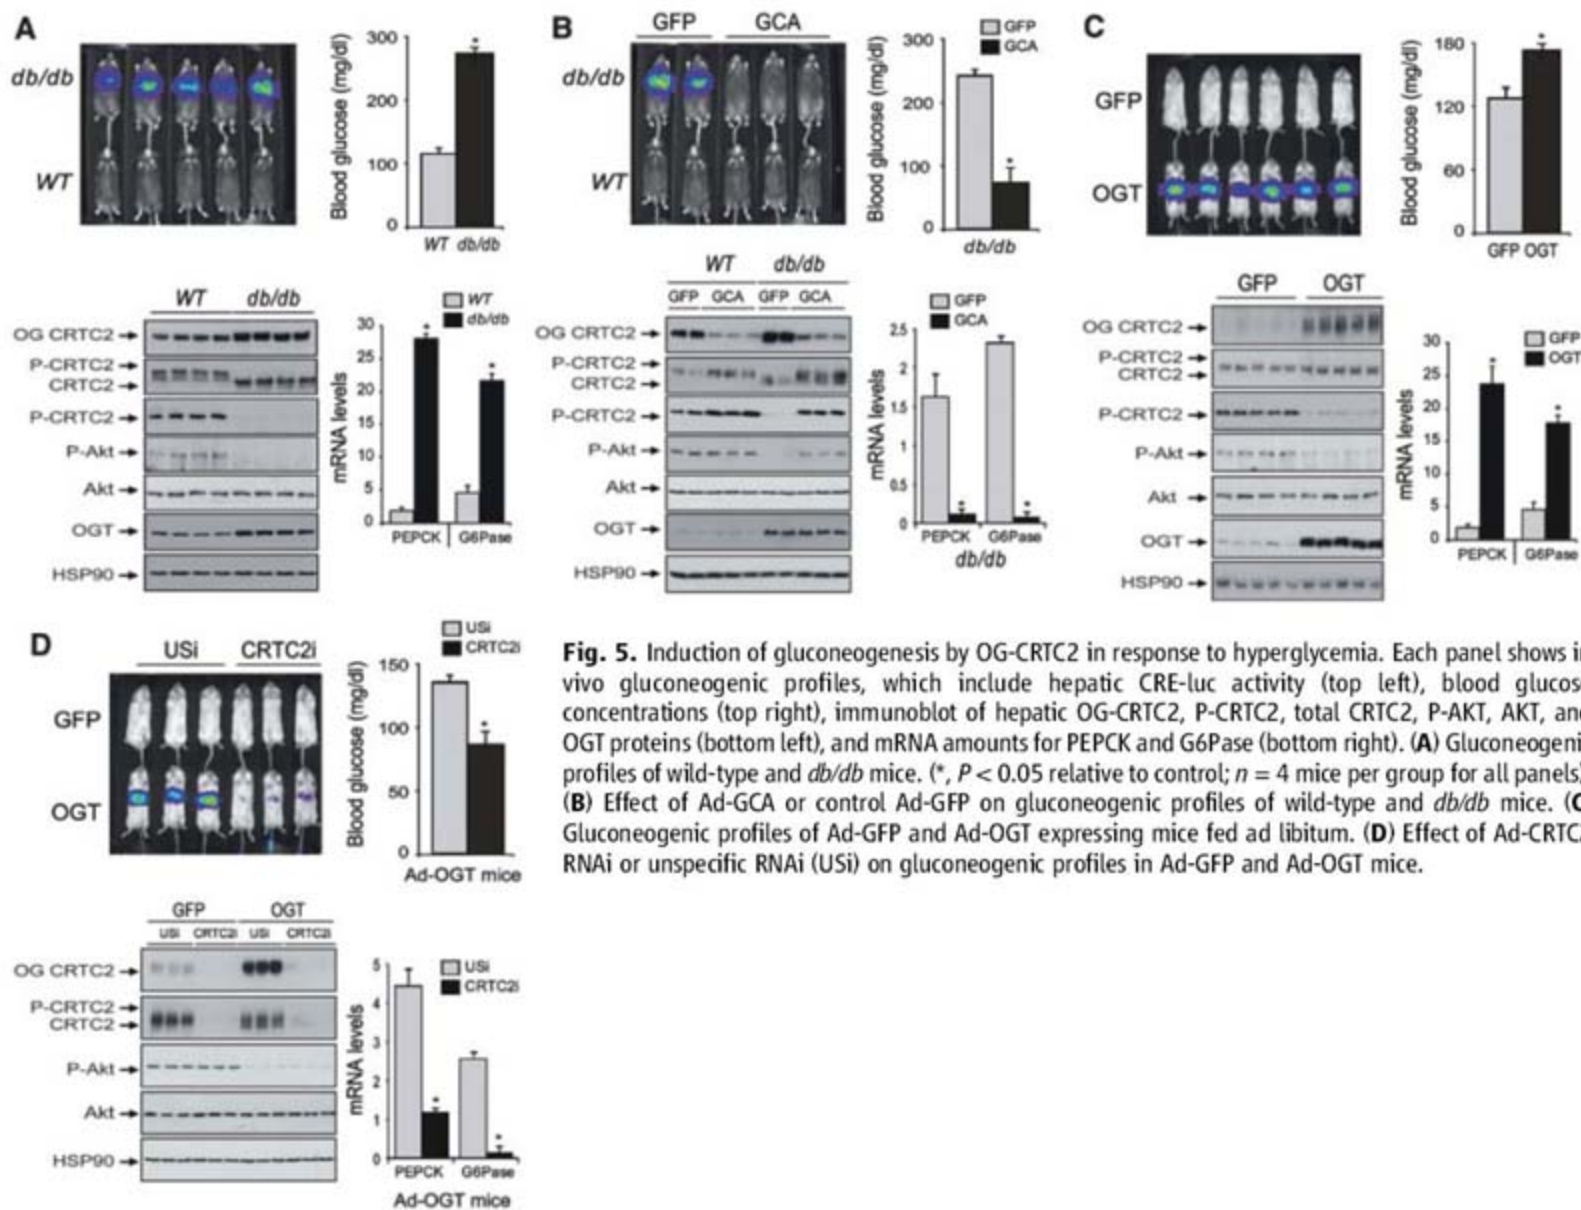 A
db/db
WT
Blood glucose (mg/dl)
300
200
100
0
*
WT db/db
WT db/db
OG CRTC2
P-CRTC2
CRTC2
P-CRTC2
P-Akt
Akt
OGT
HSP90
WT
db/db
mRNA levels
30
25
20
15
10
5
0
*
*
PEPCK G6Pase
B
GFP GCA
db/db
WT
GFP
GCA
Blood glucose (mg/dl)
300
200
100
0
*
db/db
WT db/db
GFP GCA GFP GCA
OG CRTC2
P-CRTC2
CRTC2
P-CRTC2
P-Akt
Akt
OGT
HSP90
GFP
GCA
mRNA levels
2.5
2
1.5
1
0.5
0
*
*
PEPCK G6Pase
db/db
C
GFP
OGT
Blood glucose (mg/dl)
180
120
60
0
*
GFP OGT
GFP OGT
OG CRTC2
P-CRTC2
CRTC2
P-CRTC2
P-Akt
Akt
OGT
HSP90
GFP
OGT
mRNA levels
30
25
20
15
10
5
0
*
*
PEPCK G6Pase
D
USi CRTC2i
GFP
OGT
USi
CRTC2i
Blood glucose (mg/dl)
150
100
50
0
*
Ad-OGT mice
GFP OGT
USi CRTC2i USi CRTC2i
OG CRTC2
P-CRTC2
CRTC2
P-Akt
Akt
HSP90
USi
CRTC2i
mRNA levels
5
4
3
2
1
0
*
*
PEPCK G6Pase
Ad-OGT mice
Fig. 5. Induction of gluconeogenesis by OG-CRTC2 in response to hyperglycemia. Each panel shows in
vivo gluconeogenic profiles, which include hepatic CRE-luc activity (top left), blood glucose
concentrations (top right), immunoblot of hepatic OG-CRTC2, P-CRTC2, total CRTC2, P-AKT, AKT, and
OGT proteins (bottom left), and mRNA amounts for PEPCK and G6Pase (bottom right). (A) Gluconeogeni
profiles of wild-type and db/db mice. (*, P < 0.05 relative to control; n = 4 mice per group for all panels)
(B) Effect of Ad-GCA or control Ad-GFP on gluconeogenic profiles of wild-type and db/db mice. (C
Gluconeogenic profiles of Ad-GFP and Ad-OGT expressing mice fed ad libitum. (D) Effect of Ad-CRTC2
RNAi or unspecific RNAi (USi) on gluconeogenic profiles in Ad-GFP and Ad-OGT mice.